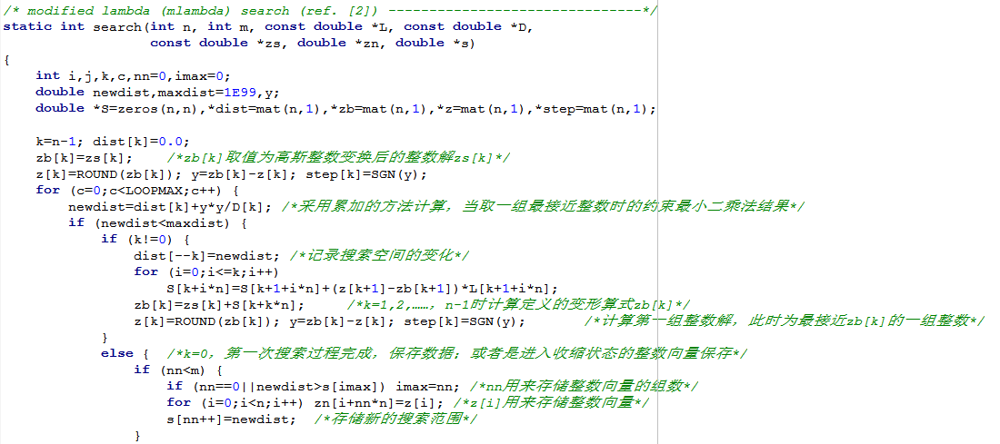 /* modified lambda (mlambda) search (ref. [2]) -------------------------------*/
static int search(int n, int m, const double *L, const double *D,
                  const double *zs, double *zn, double *s)
{
    int i,j,k,c,nn=0,imax=0;
    double newdist,maxdist=1E99,y;
    double *S=zeros(n,n),*dist=mat(n,1),*zb=mat(n,1),*z=mat(n,1),*step=mat(n,1);
    k=n-1; dist[k]=0.0;
    zb[k]=zs[k];    /*zb[k]取值为高斯整数变换后的整数解zs[k]*/
    z[k]=ROUND(zb[k]); y=zb[k]-z[k]; step[k]=SGN(y);
    for (c=0;c<LOOPMAX;c++) {
        newdist=dist[k]+y*y/D[k]; /*采用累加的方法计算，当取一组最接近整数时的约束最小二乘法结果*/
        if (newdist<maxdist) {
            if (k!=0) {
                dist[--k]=newdist; /*记录搜索空间的变化*/
                for (i=0;i<=k;i++)
                    S[k+i*n]=S[k+1+i*n]+(z[k+1]-zb[k+1])*L[k+1+i*n];
                zb[k]=zs[k]+S[k+k*n];     /*k=1,2,……，n-1时计算定义的变形算式zb[k]*/
                z[k]=ROUND(zb[k]); y=zb[k]-z[k]; step[k]=SGN(y);       /*计算第一组整数解，此时为最接近zb[k]的一组整数*/
            }
            else {  /*k=0，第一次搜索过程完成，保存数据；或者是进入收缩状态的整数向量保存*/
                if (nn<m) {
                    if (nn==0||newdist>s[imax]) imax=nn; /*nn用来存储整数向量的组数*/
                    for (i=0;i<n;i++) zn[i+nn*n]=z[i]; /*z[i]用来存储整数向量*/
                    s[nn++]=newdist;  /*存储新的搜索范围*/
                }